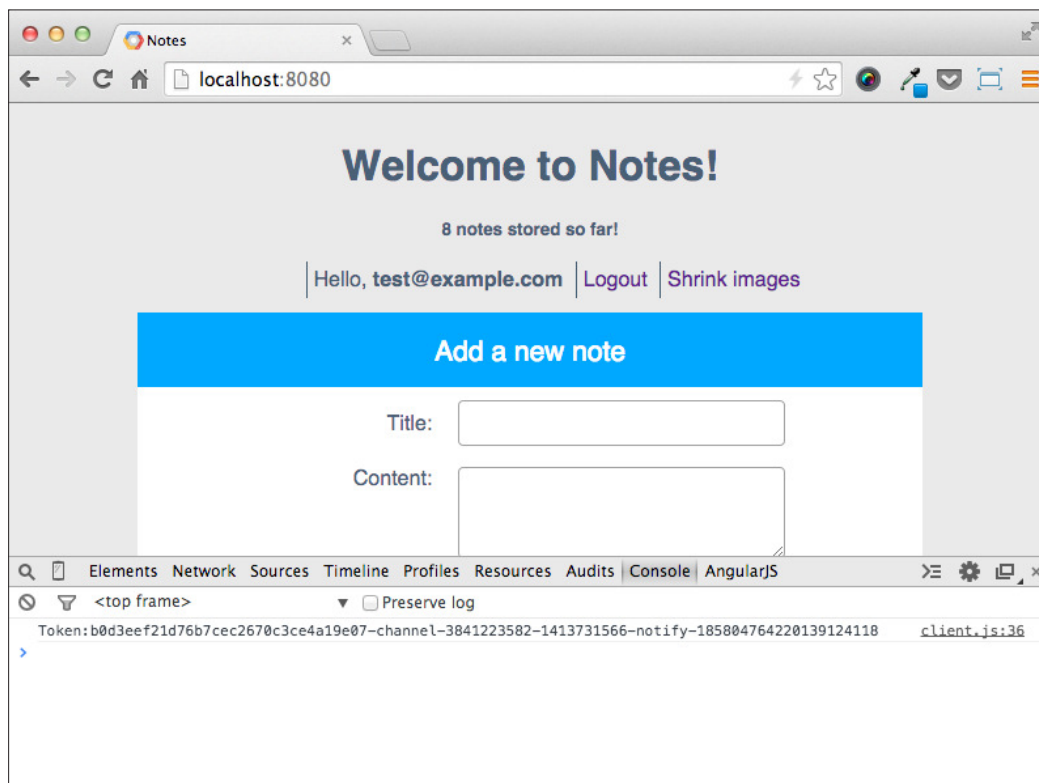 Notes
localhost:8080
Welcome to Notes!
8 notes stored so far!
Hello, test@example.com Logout Shrink images
Add a new note
Title:
Content:
Elements Network Sources Timeline Profiles Resources Audits Console AngularJS
<top frame> Preserve log
Token:b0d3eef21d76b7cec2670c3ce4a19e07-channel-3841223582-1413731566-notify-185804764220139124118 client.js:36